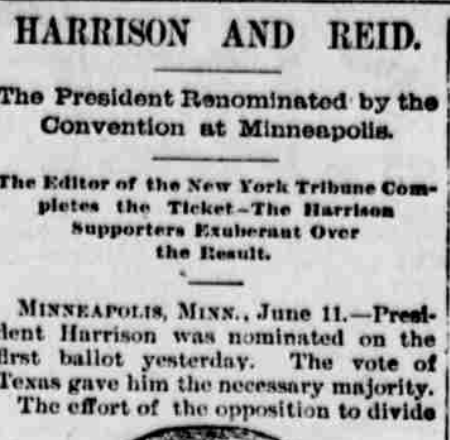 HARRISON AND REID.
The President Renominated by the
Convention at Minneapolis.
The Editor of the New York Tribune Com-
pletes the Ticket—The Harrison
Supporters Exuberant Over
the Result.
MINNEAPOLIS, MINN., June 11.—Presi-
dent Harrison was nominated on the
first ballot yesterday. The vote of
Texas gave him the necessary majority.
The effort of the opposition to divide